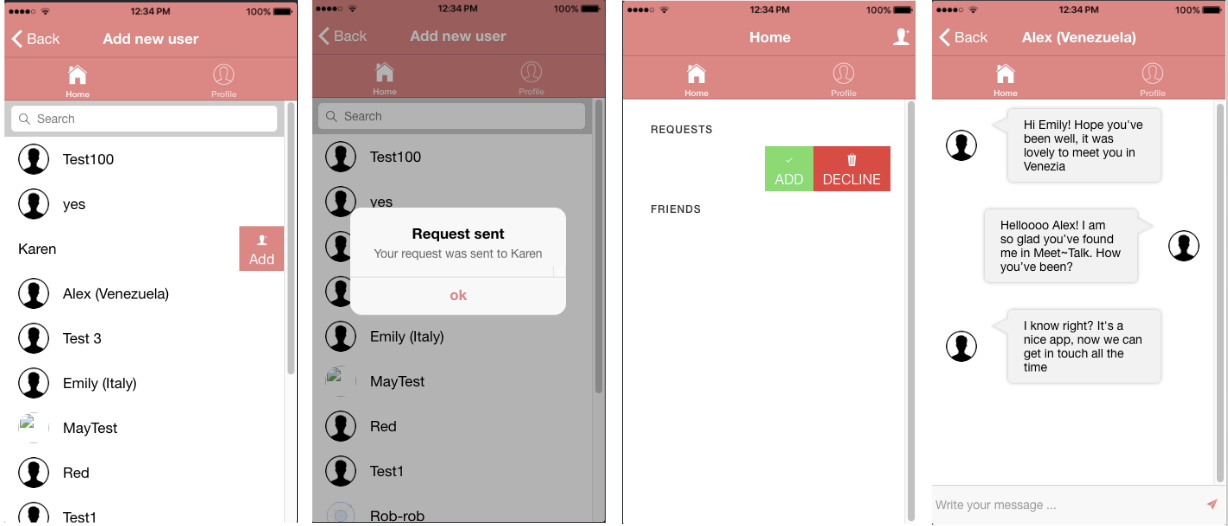 12:34 PM
100%
Back
Add new user
Home
Profile
Search
Test100
yes
Karen
Add
Alex (Venezuela)
Test 3
Emily (Italy)
MayTest
Red
Test1
12:34 PM
100%
Back
Add new user
Home
Profile
Search
Test100
yes
Request sent
Your request was sent to Karen
ok
Emily (Italy)
MayTest
Red
Test1
Rob-rob
12:34 PM
100%
Home
Home
Profile
REQUESTS
ADD
DECLINE
FRIENDS
12:34 PM
100%
Back
Alex (Venezuela)
Home
Profile
Hi Emily! Hope you've
been well, it was
lovely to meet you in
Venezia
Helloooo Alex! I am
so glad you've found
me in Meet~Talk. How
you've been?
I know right? It's a
nice app, now we can
get in touch all the
time
Write your message ...